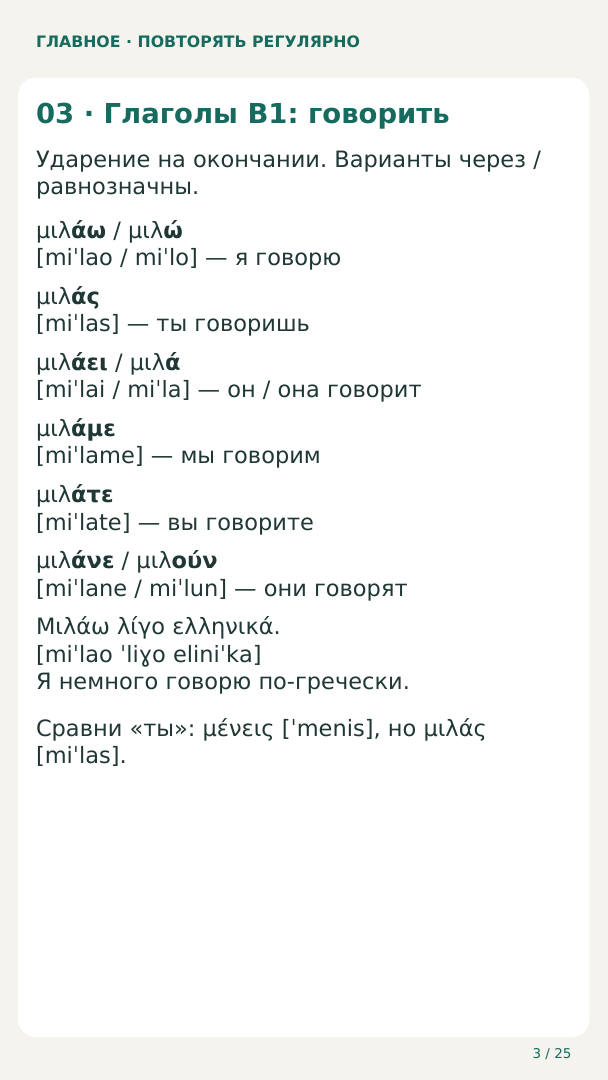 ГЛАВНОЕ · ПОВТОРЯТЬ РЕГУЛЯРНО
03 · Глаголы B1: говорить
Ударение на окончании. Варианты через /
равнозначны.
μιλάω / μιλώ
[miˈlao / miˈlo] — я говорю
μιλάς
[miˈlas] — ты говоришь
μιλάει / μιλά
[miˈlai / miˈla] — он / она говорит
μιλάμε
[miˈlame] — мы говорим
μιλάτε
[miˈlate] — вы говорите
μιλάνε / μιλούν
[miˈlane / miˈlun] — они говорят
Μιλάω λίγο ελληνικά.
[miˈlao ˈliɣo eliniˈka]
Я немного говорю по-гречески.
Сравни «ты»: μένεις [ˈmenis], но μιλάς
[miˈlas].
3 / 25